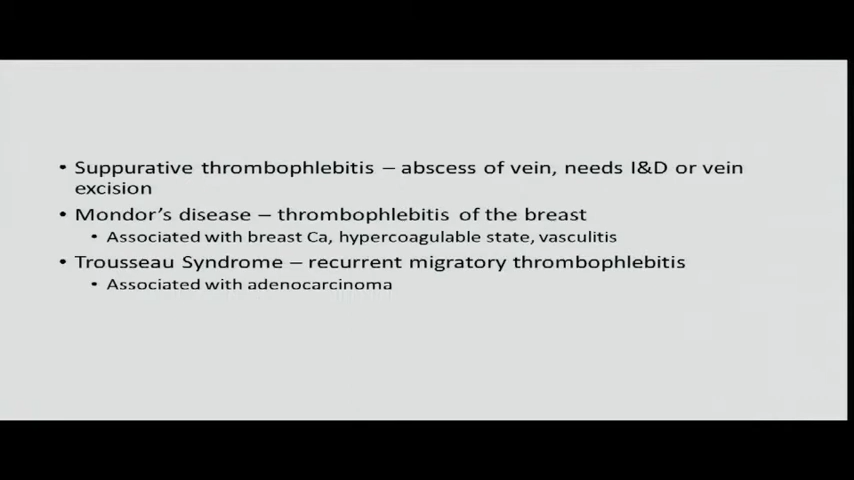 • Suppurative thrombophlebitis – abscess of vein, needs I&D or vein
excision
• Mondor's disease – thrombophlebitis of the breast
• Associated with breast Ca, hypercoagulable state, vasculitis
• Trousseau Syndrome – recurrent migratory thrombophlebitis
• Associated with adenocarcinoma